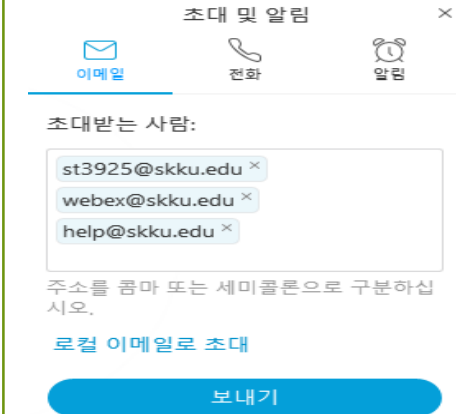 초대 및 알림 ×
이메일 전화 알림
초대받는 사람:
st3925@skku.edu ×
webex@skku.edu ×
help@skku.edu ×
주소를 콤마 또는 세미콜론으로 구분하십
시오.
로컬 이메일로 초대
보내기